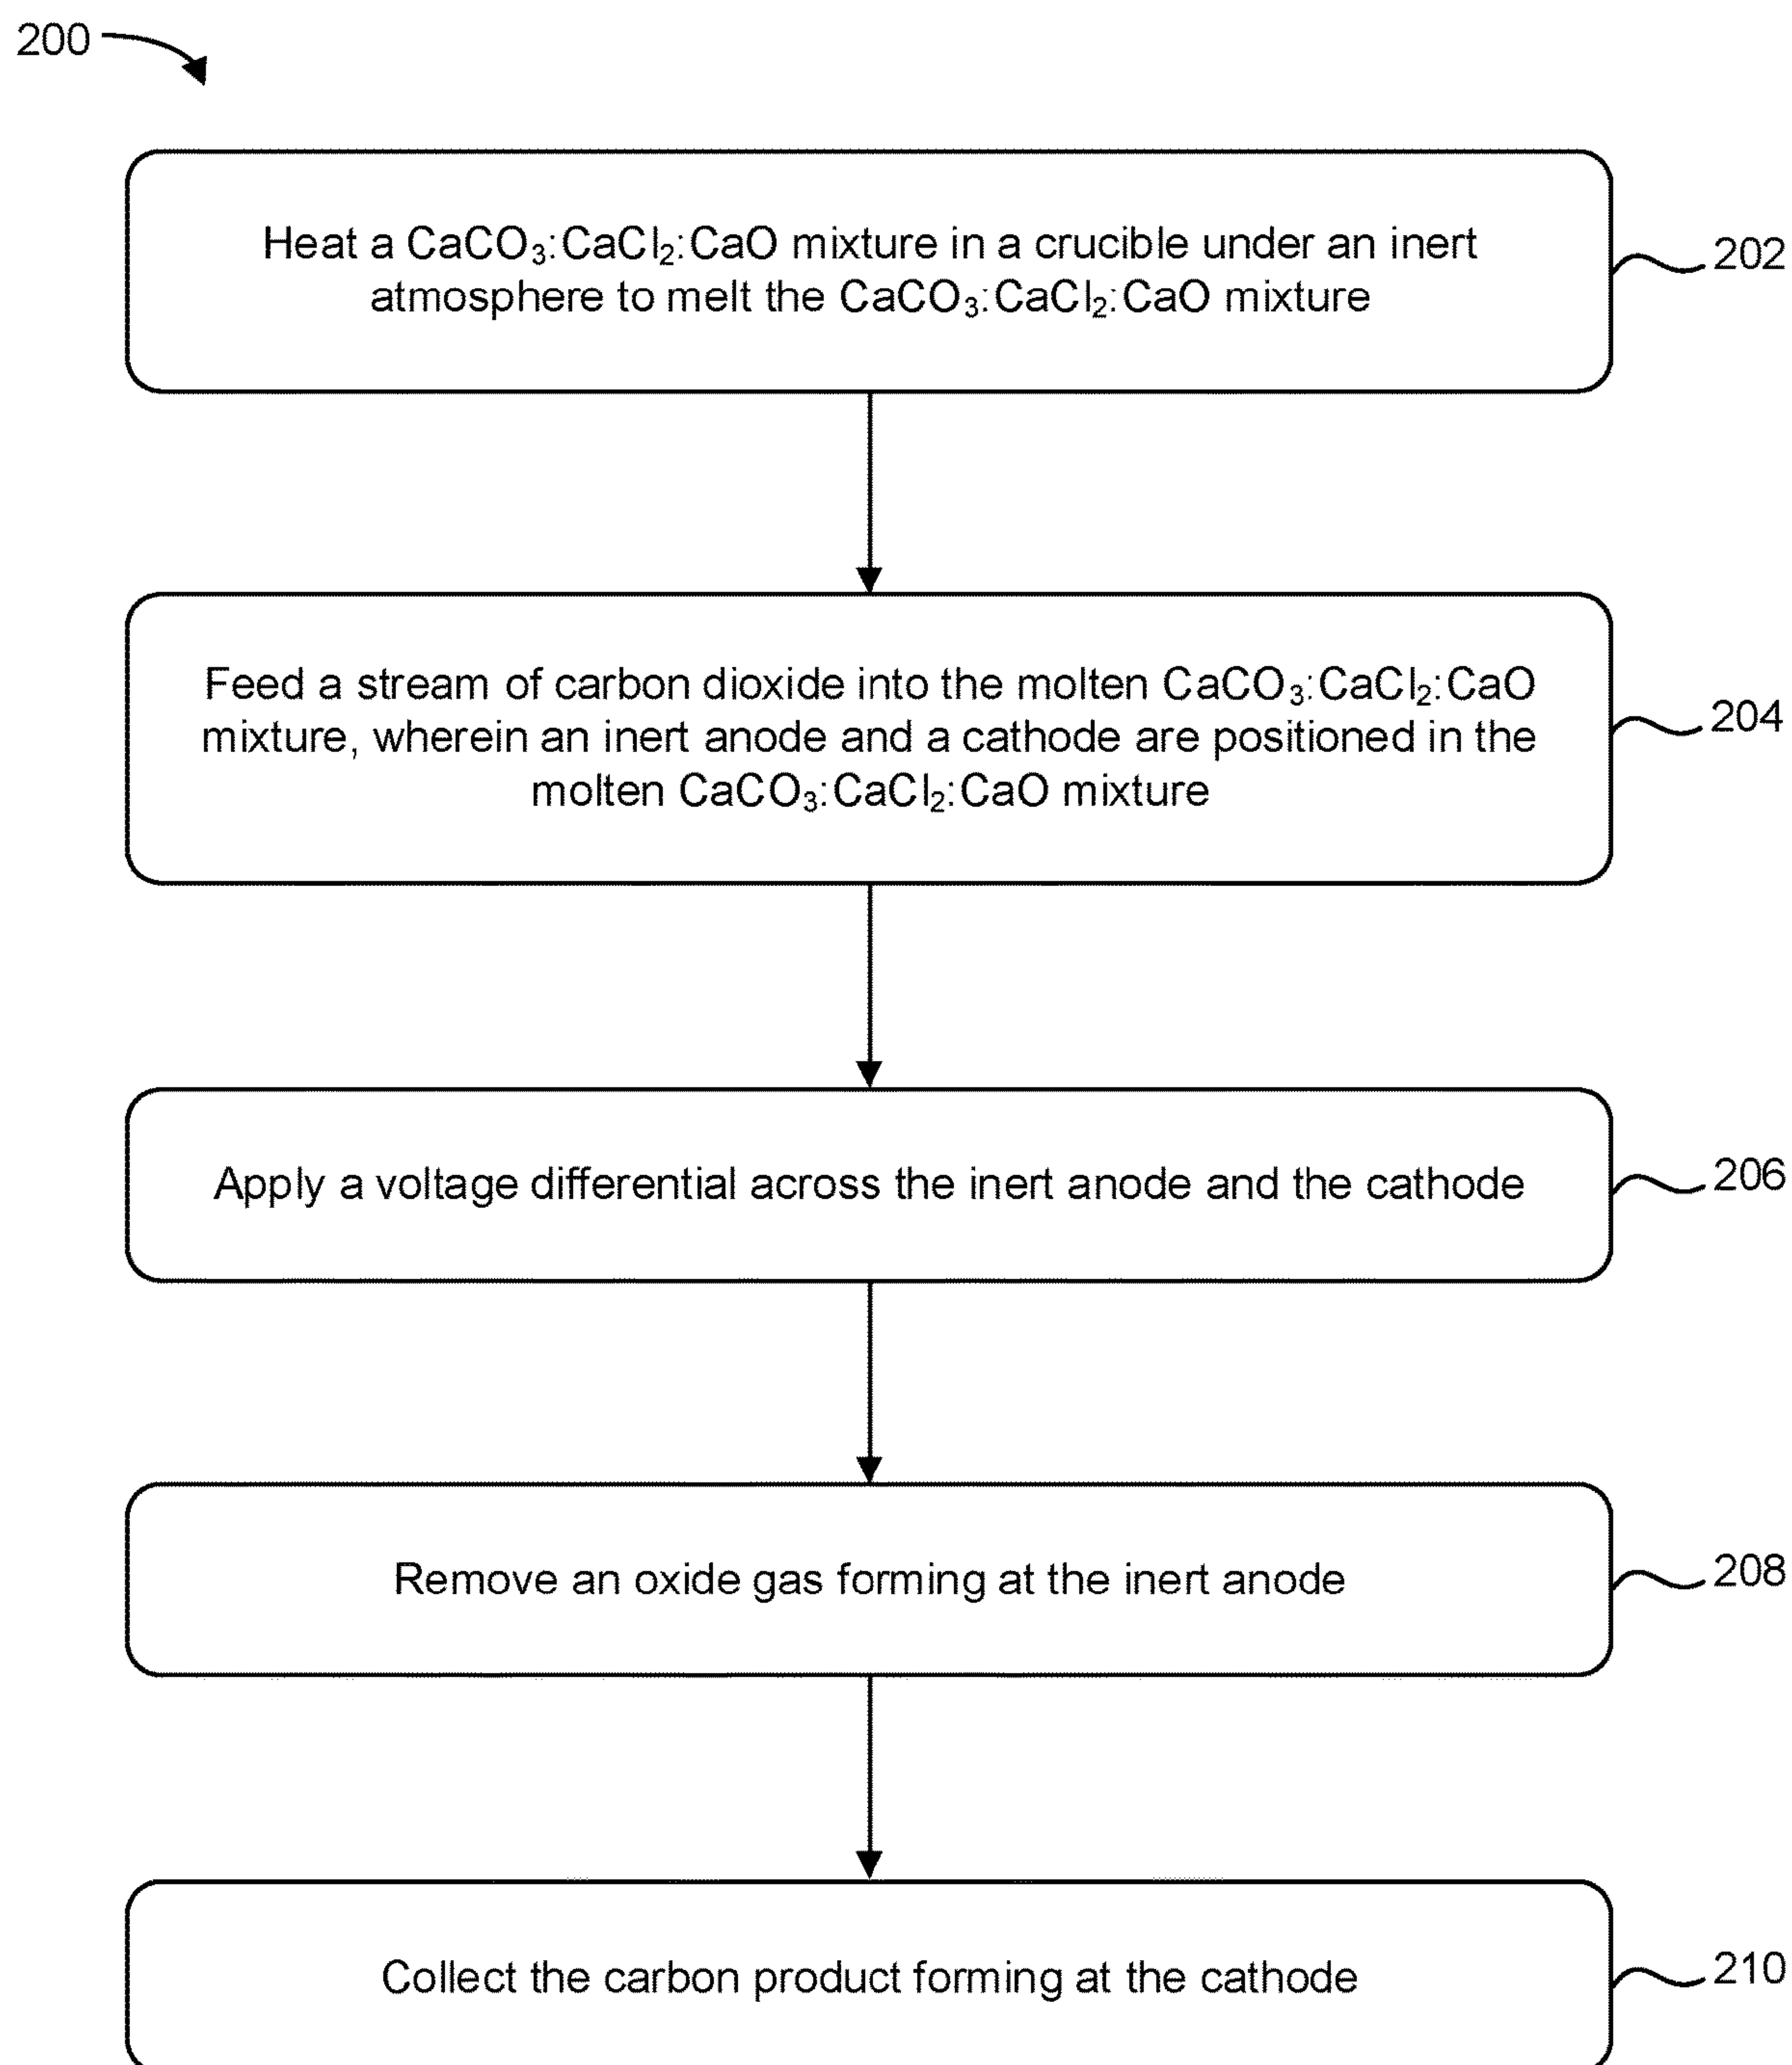 200
Heat a CaCO₃:CaCl₂:CaO mixture in a crucible under an inert
atmosphere to melt the CaCO₃:CaCl₂:CaO mixture
202
Feed a stream of carbon dioxide into the molten CaCO₃:CaCl₂:CaO
mixture, wherein an inert anode and a cathode are positioned in the
molten CaCO₃:CaCl₂:CaO mixture
204
Apply a voltage differential across the inert anode and the cathode
206
Remove an oxide gas forming at the inert anode
208
Collect the carbon product forming at the cathode
210